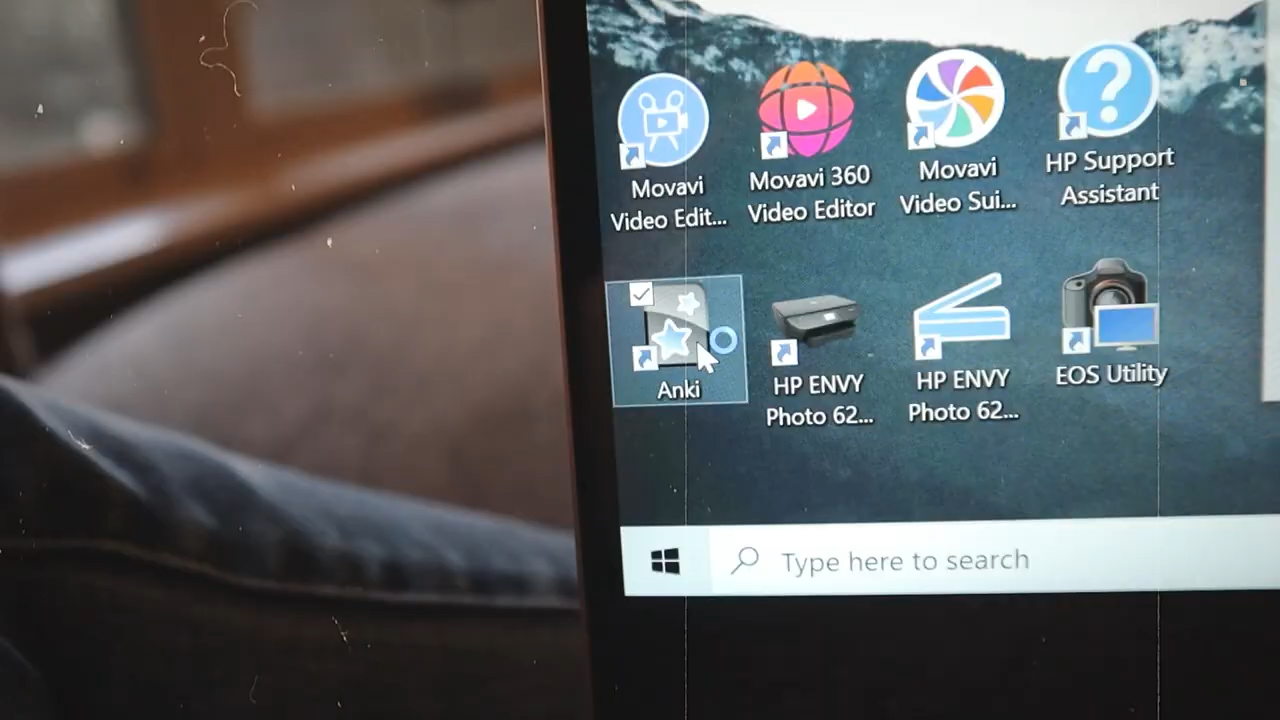 Movavi
Video Edit...
Movavi 360
Video Editor
Movavi
Video Sui...
HP Support
Assistant
Anki
HP ENVY
Photo 62...
HP ENVY
Photo 62...
EOS Utility
Type here to search